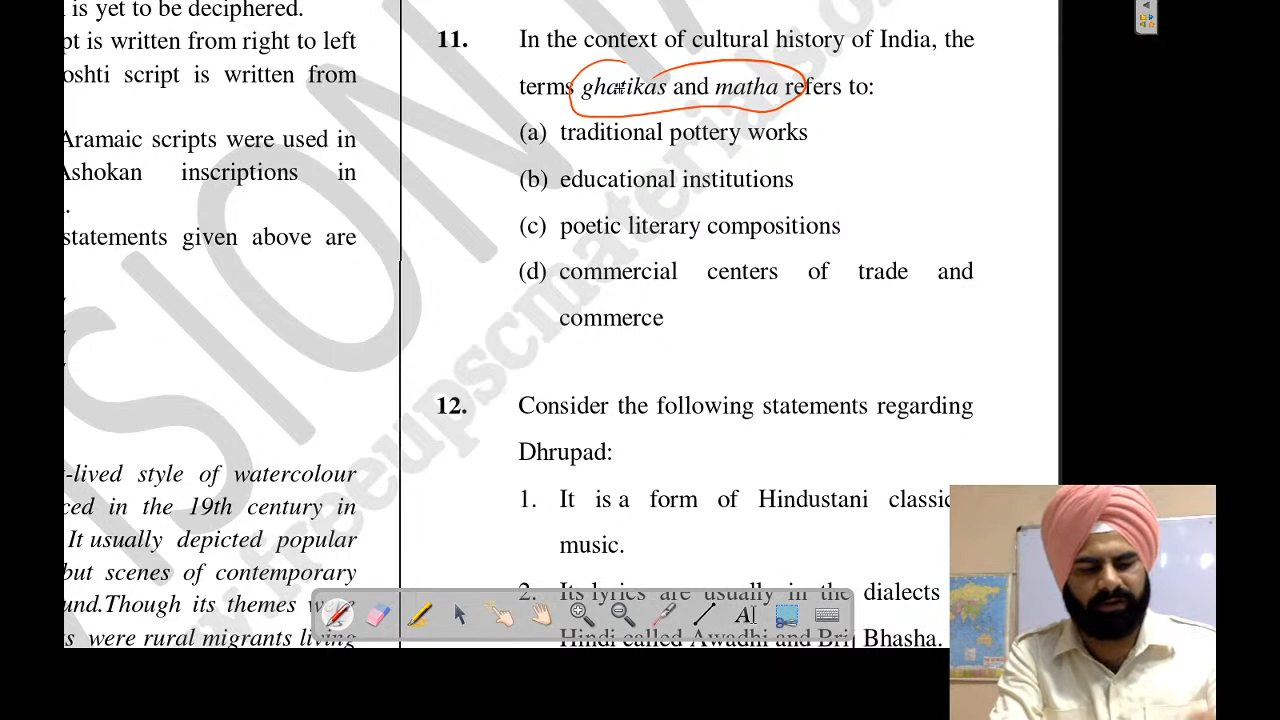 is yet to be deciphered.
pt is written from right to left
oshti script is written from
Aramaic scripts were used in
Ashokan inscriptions in
statements given above are
-lived style of watercolour
ced in the 19th century in
It usually depicted popular
but scenes of contemporary
und.Though its themes were
s were rural migrants living
11. In the context of cultural history of India, the
terms ghatikas and matha refers to:
(a) traditional pottery works
(b) educational institutions
(c) poetic literary compositions
(d) commercial centers of trade and
commerce
12. Consider the following statements regarding
Dhrupad:
1. It is a form of Hindustani classic
music.
2. Its lyrics are usually in the dialects
Hindi called Awadhi and Brij Bhasha.